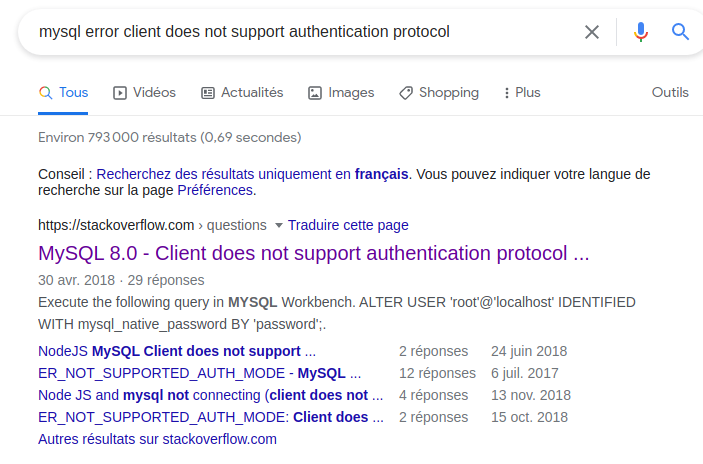 mysql error client does not support authentication protocol
Tous Vidéos Actualités Images Shopping Plus Outils
Environ 793 000 résultats (0,69 secondes)
Conseil : Recherchez des résultats uniquement en français. Vous pouvez indiquer votre langue de
recherche sur la page Préférences.
https://stackoverflow.com › questions Traduire cette page
MySQL 8.0 - Client does not support authentication protocol ...
30 avr. 2018 · 29 réponses
Execute the following query in MYSQL Workbench. ALTER USER 'root'@'localhost' IDENTIFIED
WITH mysql_native_password BY 'password';.
NodeJS MySQL Client does not support ... 2 réponses 24 juin 2018
ER_NOT_SUPPORTED_AUTH_MODE - MySQL ... 12 réponses 6 juil. 2017
Node JS and mysql not connecting (client does not ... 4 réponses 13 nov. 2018
ER_NOT_SUPPORTED_AUTH_MODE: Client does ... 2 réponses 15 oct. 2018
Autres résultats sur stackoverflow.com